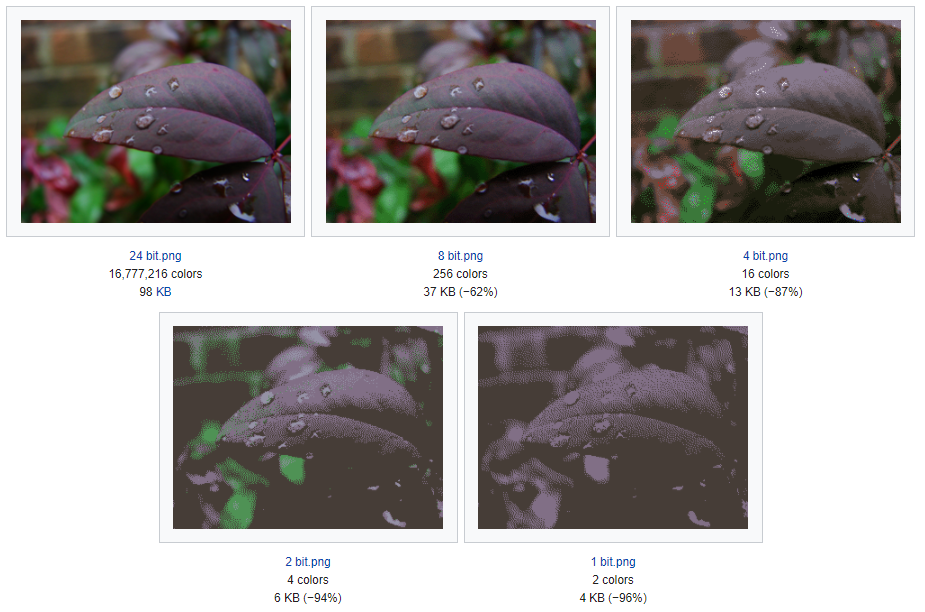 24 bit.png
16,777,216 colors
98 KB
8 bit.png
256 colors
37 KB (−62%)
4 bit.png
16 colors
13 KB (−87%)
2 bit.png
4 colors
6 KB (−94%)
1 bit.png
2 colors
4 KB (−96%)